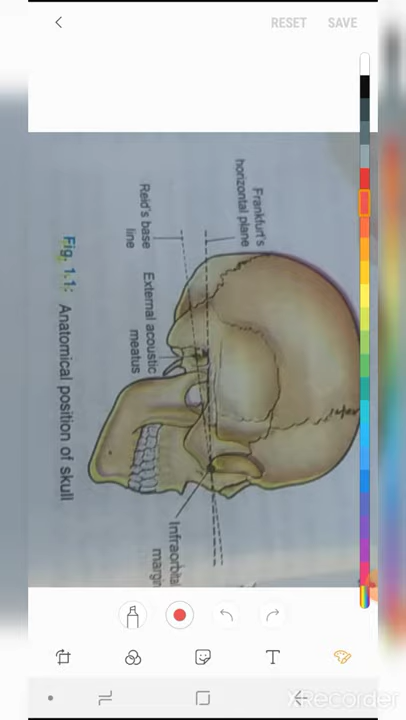 RESET SAVE
Frankfurt's
horizontal plane
Reid's base
line
External acoustic
meatus
Infraorbital
margin
Fig. 1.1: Anatomical position of skull
T
XRecorder